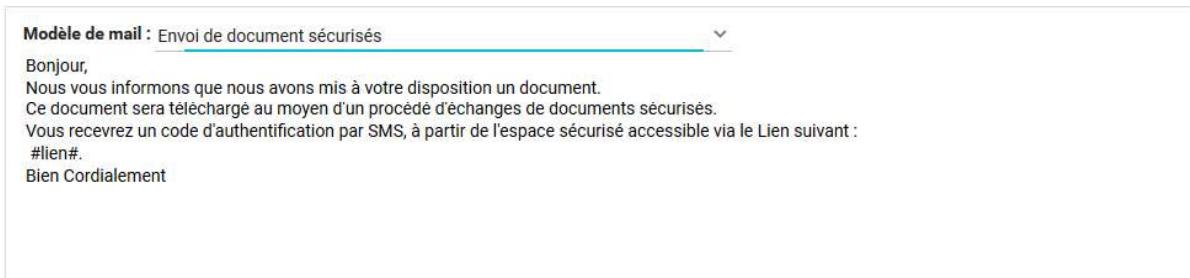 Modèle de mail : Envoi de document sécurisés
Bonjour,
Nous vous informons que nous avons mis à votre disposition un document.
Ce document sera téléchargé au moyen d'un procédé d'échanges de documents sécurisés.
Vous recevrez un code d'authentification par SMS, à partir de l'espace sécurisé accessible via le Lien suivant :
#lien#.
Bien Cordialement